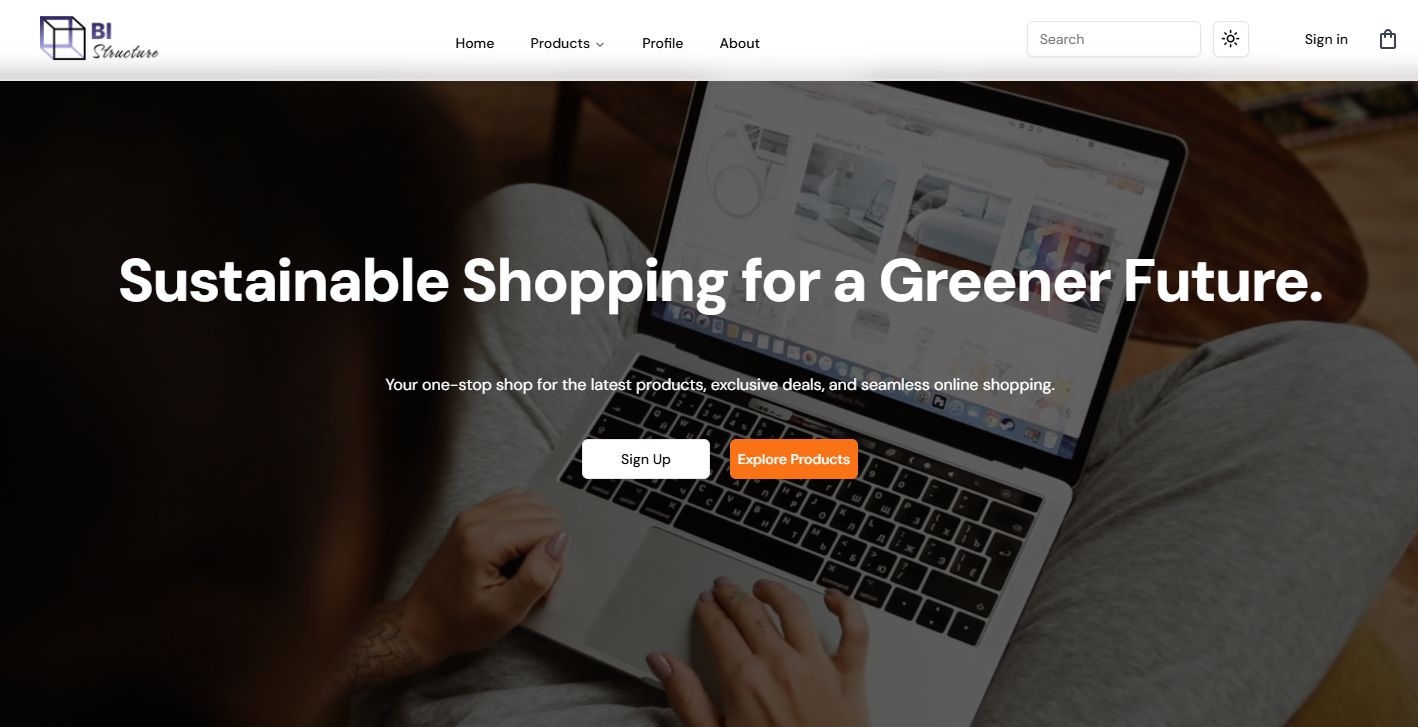 BI
Structure
Home
Products
Profile
About
Search
Sign in
Sustainable Shopping for a Greener Future.
Your one-stop shop for the latest products, exclusive deals, and seamless online shopping.
Sign Up
Explore Products